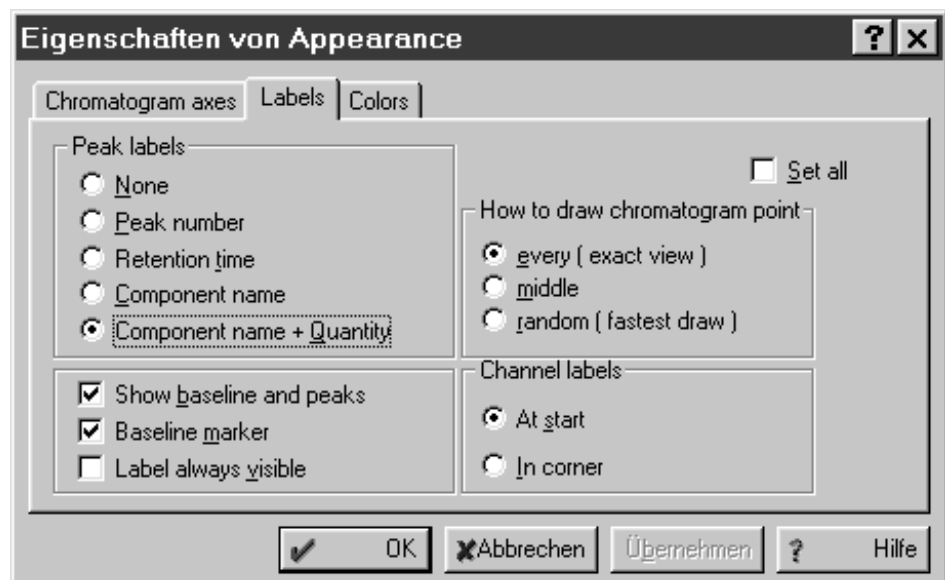 Eigenschaften von Appearance
Chromatogram axes Labels Colors
Peak labels
None
Peak number
Retention time
Component name
Component name + Quantity
Set all
How to draw chromatogram point
every ( exact view )
middle
random ( fastest draw )
Show baseline and peaks
Baseline marker
Label always visible
Channel labels
At start
In corner
OK Abbrechen Übernehmen ? Hilfe